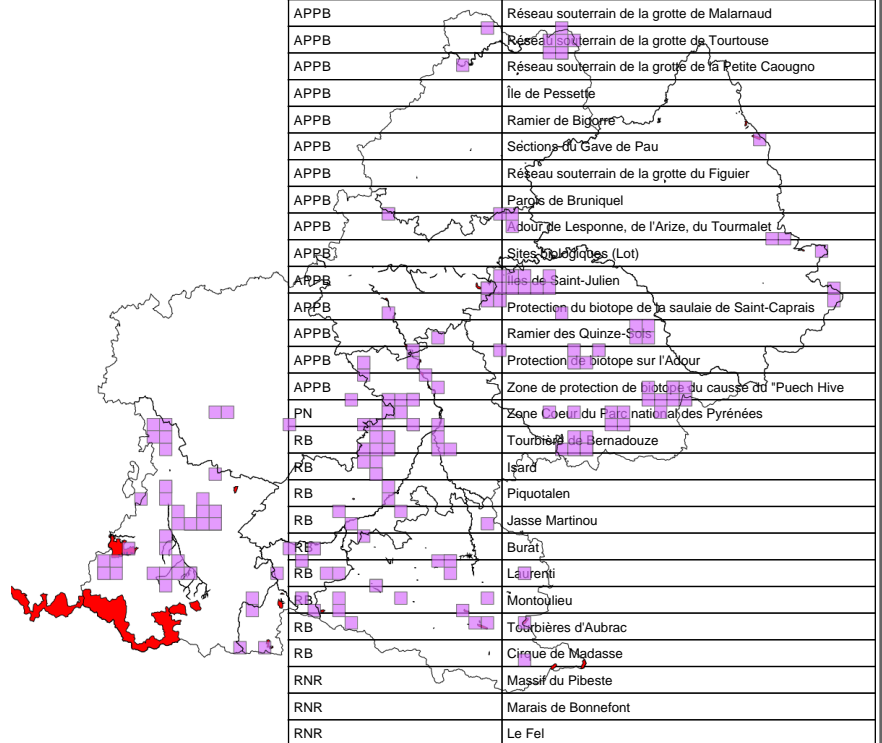 APPB Réseau souterrain de la grotte de Malarnaud
APPB Réseau souterrain de la grotte de Tourtouse
APPB Réseau souterrain de la grotte de la Petite Caougno
APPB Île de Pessette
APPB Ramier de Bigorre
APPB Sections du Gave de Pau
APPB Réseau souterrain de la grotte du Figuier
APPB Parois de Bruniquel
APPB Adour de Lesponne, de l'Arize, du Tourmalet
APPB Sites biologiques (Lot)
APPB Iles de Saint-Julien
APPB Protection du biotope de la saulaie de Saint-Caprais
APPB Ramier des Quinze-Sols
APPB Protection de biotope sur l'Adour
APPB Zone de protection de biotope du causse du "Puech Hive
PN Zone Coeur du Parc national des Pyrénées
RB Tourbière de Bernadouze
RB Isard
RB Piquotalen
RB Jasse Martinou
RB Burat
RB Laurenti
RB Montoulieu
RB Tourbières d'Aubrac
RB Cirque de Madasse
RNR Massif du Pibeste
RNR Marais de Bonnefont
RNR Le Fel